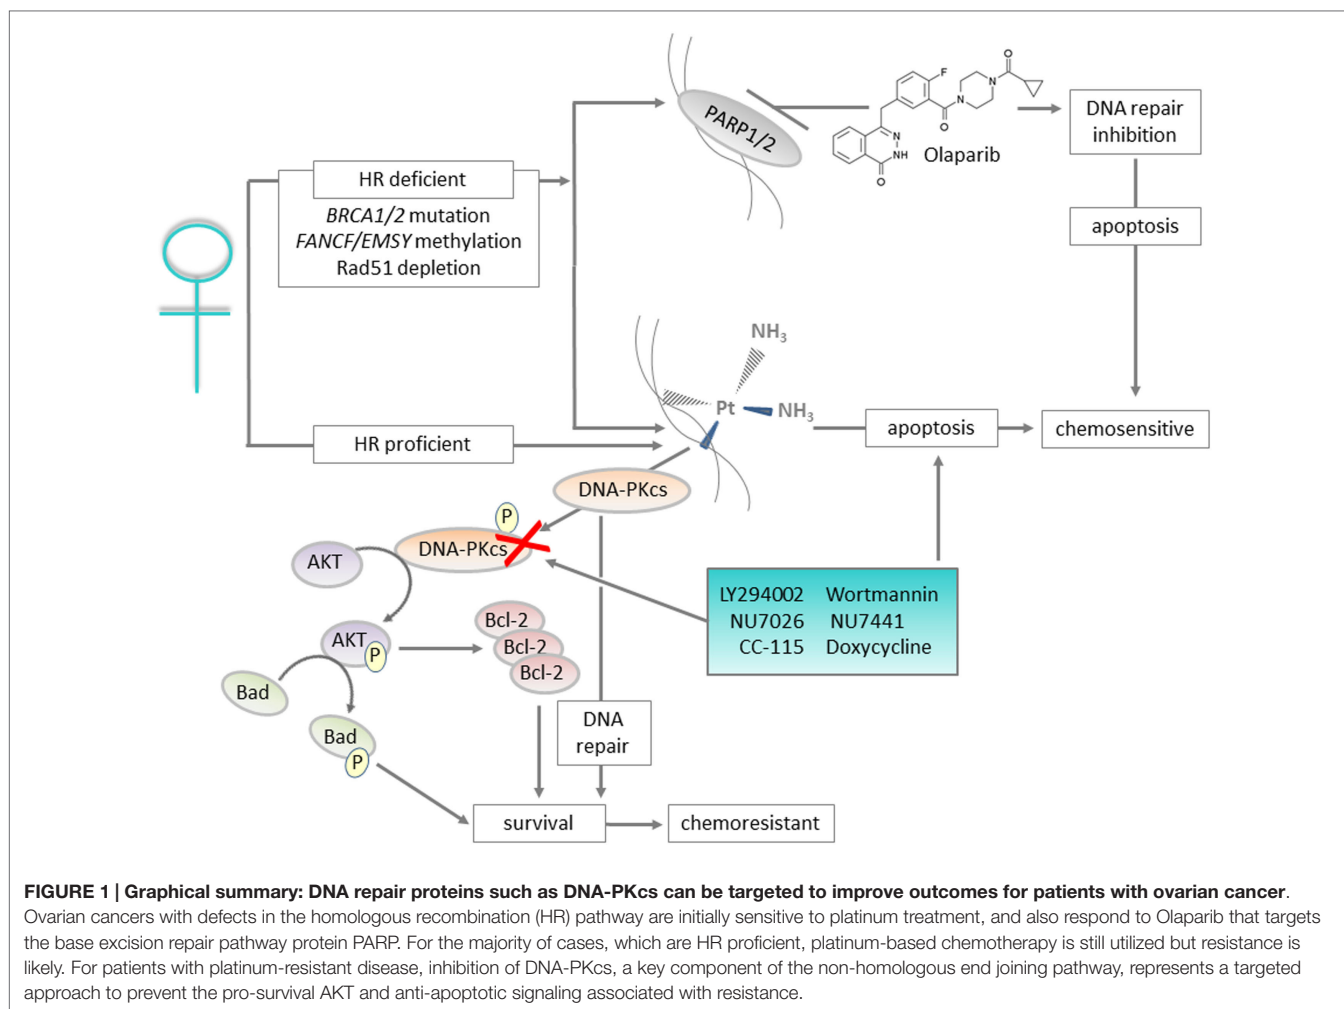 PARP1/2
F
O
N
N
O
N
NH
O
Olaparib
DNA repair
inhibition
apoptosis
HR deficient
BRCA1/2 mutation
FANCF/EMSY methylation
Rad51 depletion
NH3
Pt
NH3
HR proficient
apoptosis
chemosensitive
DNA-PKcs
P
DNA-PKcs
AKT
LY294002 Wortmannin
NU7026 NU7441
CC-115 Doxycycline
AKT
P
Bcl-2
Bcl-2
Bcl-2
Bad
Bad
P
DNA
repair
survival
chemoresistant
FIGURE 1 | Graphical summary: DNA repair proteins such as DNA-PKcs can be targeted to improve outcomes for patients with ovarian cancer.
Ovarian cancers with defects in the homologous recombination (HR) pathway are initially sensitive to platinum treatment, and also respond to Olaparib that targets
the base excision repair pathway protein PARP. For the majority of cases, which are HR proficient, platinum-based chemotherapy is still utilized but resistance is
likely. For patients with platinum-resistant disease, inhibition of DNA-PKcs, a key component of the non-homologous end joining pathway, represents a targeted
approach to prevent the pro-survival AKT and anti-apoptotic signaling associated with resistance.